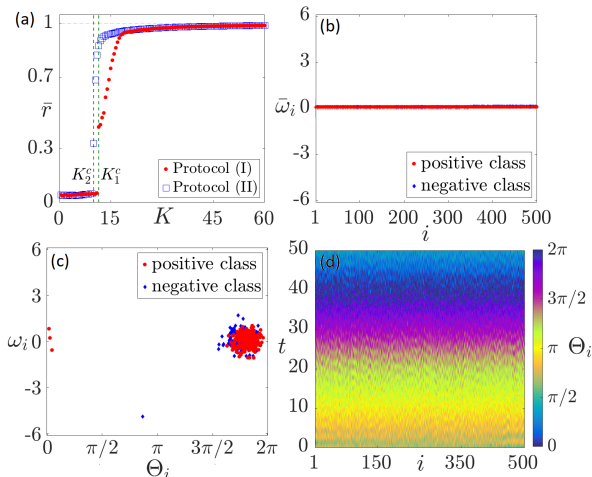 (a)
1
0.7
r̄
0.3
0
K₂ᶜ
K₁ᶜ
Protocol (I)
Protocol (II)
15
K
30
45
60
(b)
6
3
ω̄ᵢ
-3
-6
positive class
negative class
1
100
200
300
400
500
i
(c)
6
3
ωᵢ
0
-3
-6
positive class
negative class
0
π/2
π
3π/2
2π
Θᵢ
(d)
50
40
30
t
20
10
0
1
150
i
350
500
2π
3π/2
π
Θᵢ
π/2
0